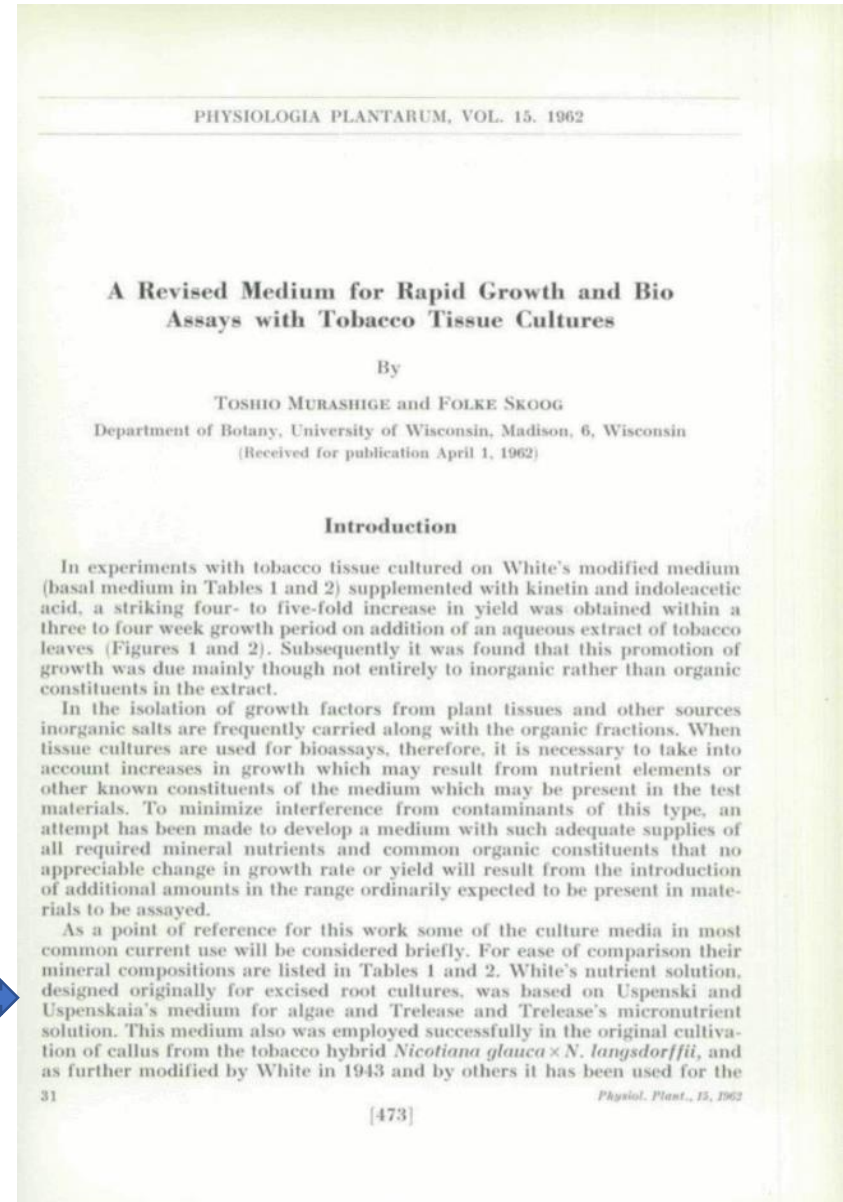 PHYSIOLOGIA PLANTARUM, VOL. 15. 1962
A Revised Medium for Rapid Growth and Bio
Assays with Tobacco Tissue Cultures
By
TOSHIO MURASHIGE and FOLKE SKOOG
Department of Botany, University of Wisconsin, Madison, 6, Wisconsin
(Received for publication April 1, 1962)
Introduction
In experiments with tobacco tissue cultured on White's modified medium
(basal medium in Tables 1 and 2) supplemented with kinetin and indoleacetic
acid, a striking four- to five-fold increase in yield was obtained within a
three to four week growth period on addition of an aqueous extract of tobacco
leaves (Figures 1 and 2). Subsequently it was found that this promotion of
growth was due mainly though not entirely to inorganic rather than organic
constituents in the extract.
In the isolation of growth factors from plant tissues and other sources
inorganic salts are frequently carried along with the organic fractions. When
tissue cultures are used for bioassays, therefore, it is necessary to take into
account increases in growth which may result from nutrient elements or
other known constituents of the medium which may be present in the test
materials. To minimize interference from contaminants of this type, an
attempt has been made to develop a medium with such adequate supplies of
all required mineral nutrients and common organic constituents that no
appreciable change in growth rate or yield will result from the introduction
of additional amounts in the range ordinarily expected to be present in mate-
rials to be assayed.
As a point of reference for this work some of the culture media in most
common current use will be considered briefly. For ease of comparison their
mineral compositions are listed in Tables 1 and 2. White's nutrient solution,
designed originally for excised root cultures, was based on Uspenski and
Uspenskaia's medium for algae and Trelease and Trelease's micronutrient
solution. This medium also was employed successfully in the original cultiva-
tion of callus from the tobacco hybrid Nicotiana glauca × N. langsdorffii, and
as further modified by White in 1943 and by others it has been used for the
31 Physiol. Plant., 15, 1962
[473]